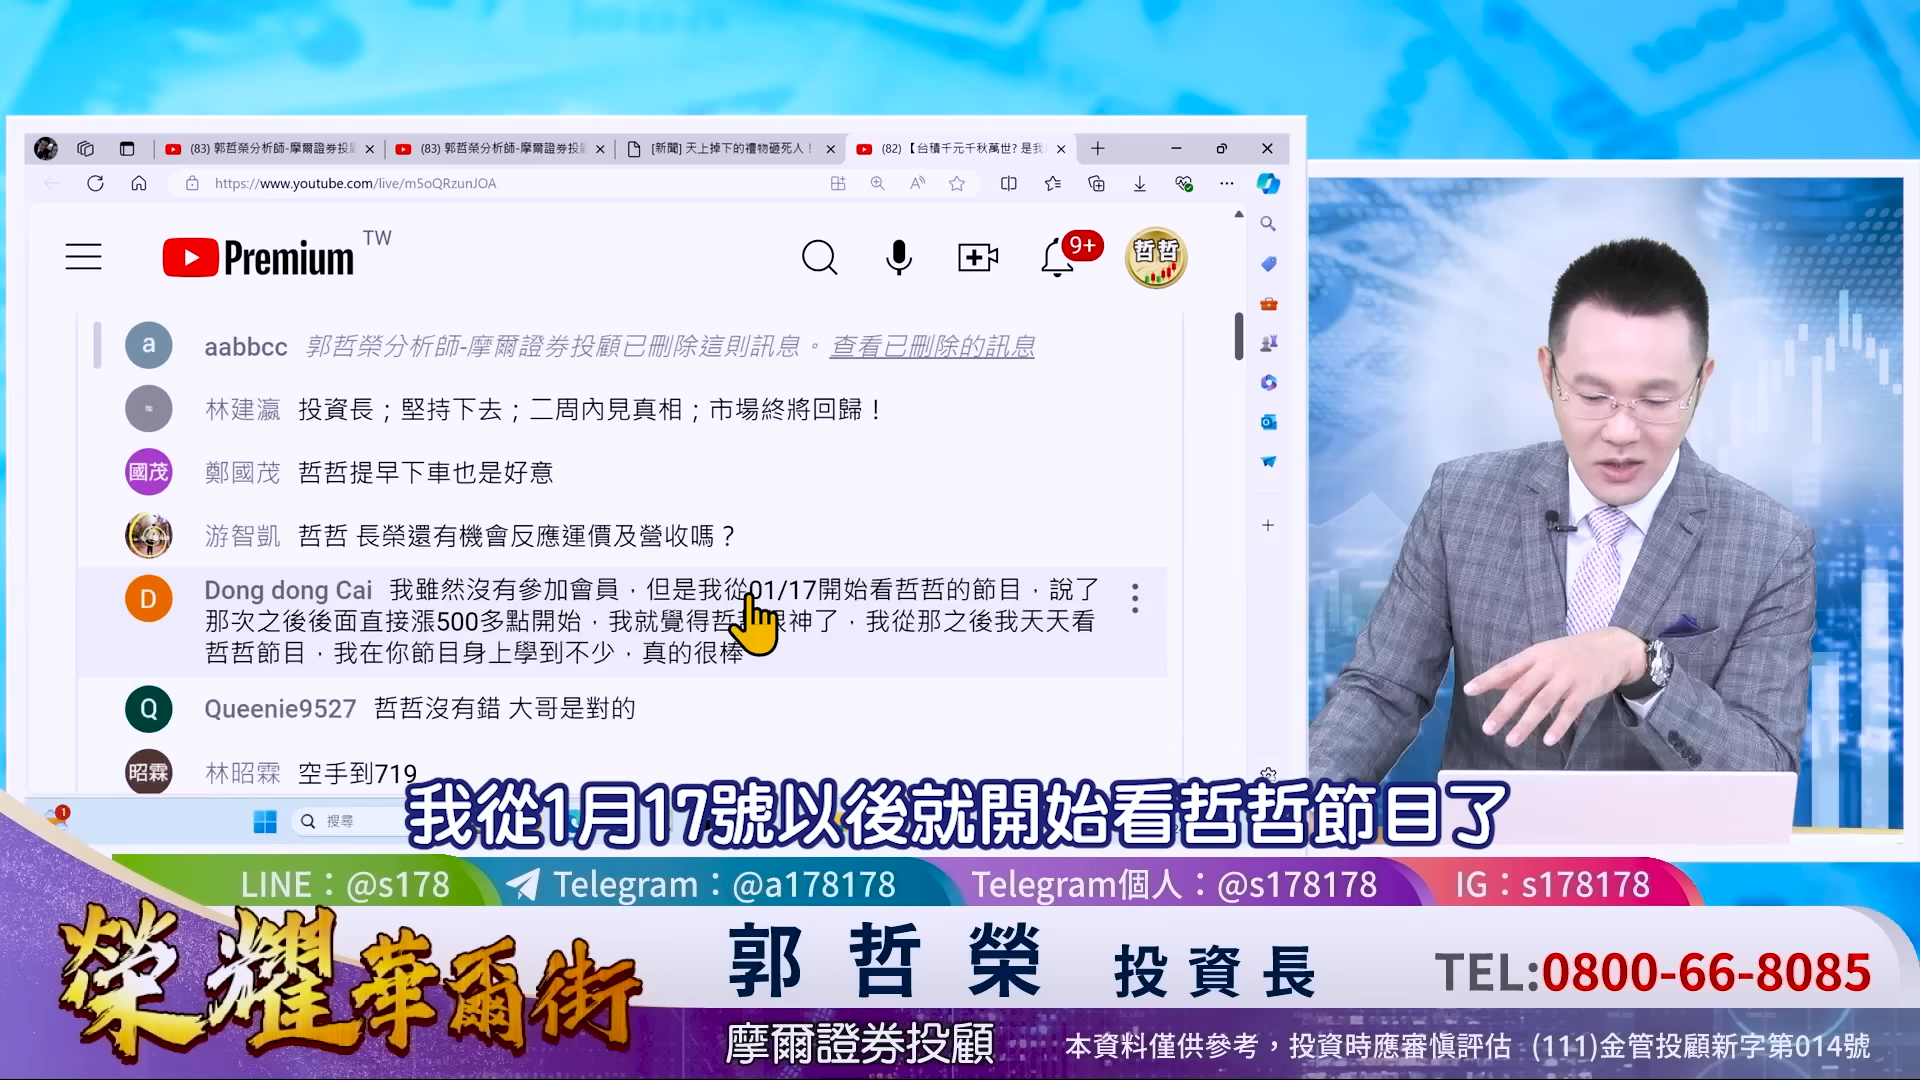 (83) 郭哲榮分析師-摩爾證券投顧
(83) 郭哲榮分析師-摩爾證券投顧
[新聞] 天上掉下的禮物砸死人！
(82) 【台積千元千秋萬世? 是我
https://www.youtube.com/live/m5oQRzunJOA
Premium TW
9+
哲哲
a aabbcc 郭哲榮分析師-摩爾證券投顧已刪除這則訊息。查看已刪除的訊息
林建瀛 投資長；堅持下去；二周內見真相；市場終將回歸！
國茂 鄭國茂 哲哲提早下車也是好意
游智凱 哲哲 長榮還有機會反應運價及營收嗎？
D Dong dong Cai 我雖然沒有參加會員，但是我從01/17開始看哲哲的節目，說了
那次之後後面直接漲500多點開始，我就覺得哲哲很神了，我從那之後我天天看
哲哲節目，我在你節目身上學到不少，真的很棒
Q Queenie9527 哲哲沒有錯 大哥是對的
昭霖 林昭霖 空手到719
1
搜尋
我從1月17號以後就開始看哲哲節目了
LINE：@s178 Telegram：@a178178 Telegram個人：@s178178 IG：s178178
榮耀華爾街
郭哲榮 投資長 TEL:0800-66-8085
摩爾證券投顧 本資料僅供參考，投資時應審慎評估 (111)金管投顧新字第014號